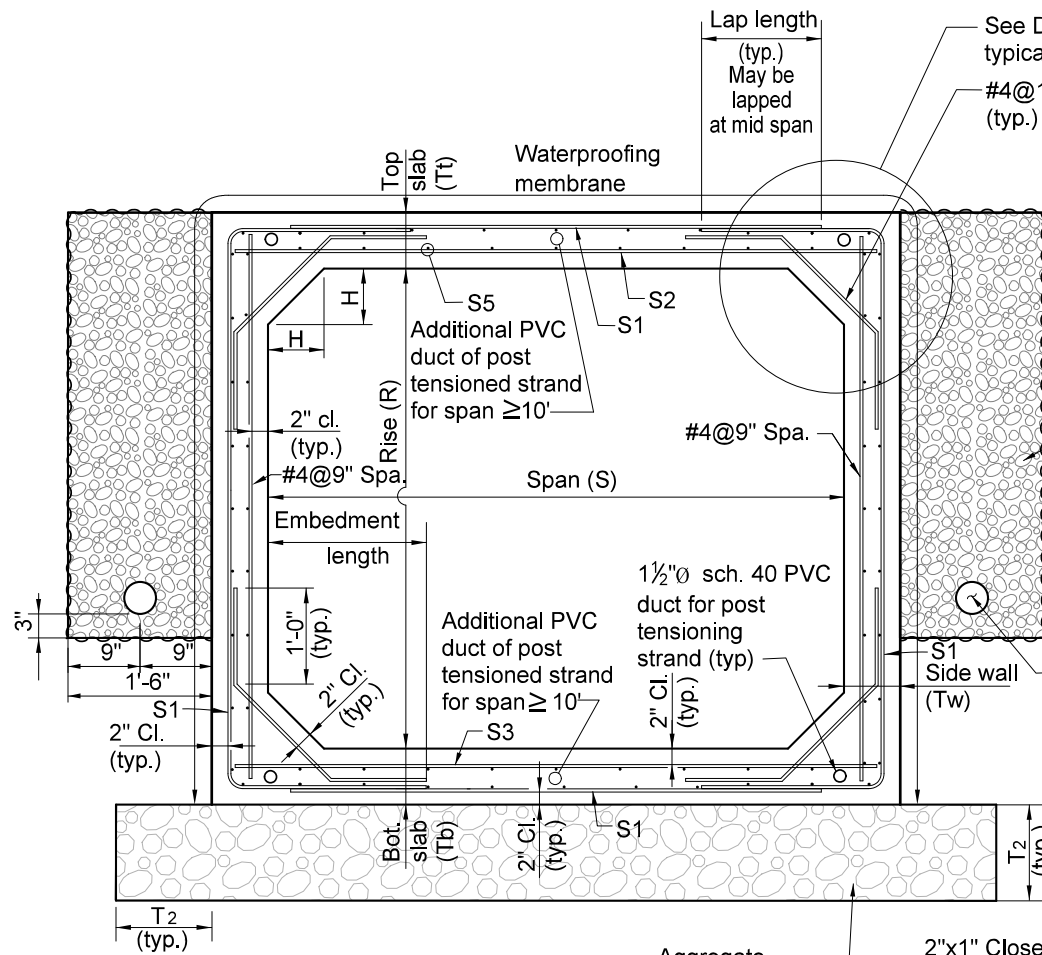 Lap length
(typ.)
May be
lapped
at mid span
See D
typica
#4@1
(typ.)
Top
slab
(Tt)
Waterproofing
membrane
H
H
S5
S2
S1
Additional PVC
duct of post
tensioned strand
for span ≥10'
2" cl.
(typ.)
Rise (R)
#4@9" Spa.
#4@9" Spa.
Span (S)
Embedment
length
1½"Ø sch. 40 PVC
duct for post
tensioning
strand (typ)
3"
9"
9"
1'-6"
1'-0"
(typ.)
Additional PVC
duct of post
tensioned strand
for span ≥ 10'
2" Cl.
(typ.)
2" Cl.
(typ.)
S1
Side wall
(Tw)
S1
2" Cl.
(typ.)
S3
Bot.
slab
(Tb)
2" Cl.
(typ.)
S1
T2
(typ.)
T2
(typ.)
2"x1" Close